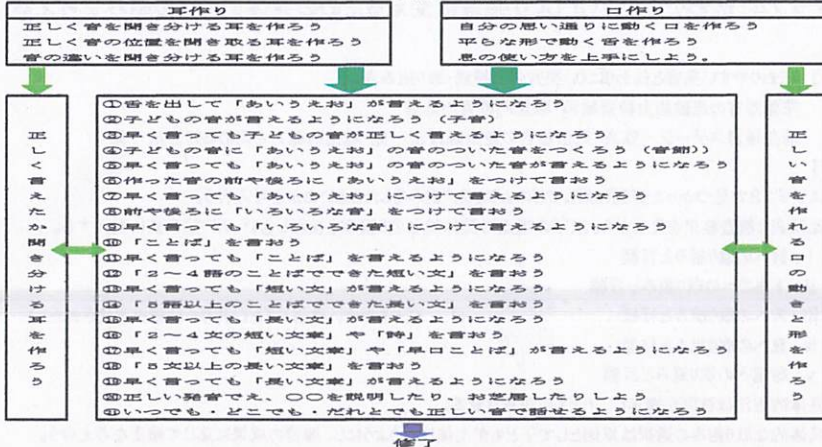 耳作り
正しく音を聞き分ける耳を作ろう
正しく音の位置を聞き取る耳を作ろう
音の違いを聞き分ける耳を作ろう
口作り
自分の思い通りに動く口を作ろう
平らな形で動く舌を作ろう
息の使い方を上手にしよう。
正しく言えたか聞き分ける耳を作ろう
①舌を出して「あいうえお」が言えるようになろう
②子どもの音が言えるようになろう（子音）
③早く言っても子どもの音が正しく言えるようになろう
④子どもの音に「あいうえお」の音のついた音をつくろう（音節））
⑤早く言っても「あいうえお」の音のついた音が言えるようになろう
⑥作った音の前や後ろに「あいうえお」をつけて言おう
⑦早く言っても「あいうえお」をつけて言えるようになろう
⑧前や後ろに「いろいろな音」をつけて言おう
⑨早く言っても「いろいろな音」をつけて言えるようになろう
⑩「ことば」を言おう
⑪早く言っても「ことば」を言えるようになろう
⑫「2～4語のことばでできた短い文」を言おう
⑬早く言っても「短い文」が言えるようになろう
⑭「5語以上のことばでできた長い文」を言おう
⑮早く言っても「長い文」が言えるようになろう
⑯「2～4文の短い文章」や「詩」を言おう
⑰早く言っても「短い文章」や「早口ことば」が言えるようになろう
⑱「5文以上の長い文章」を言おう
⑲早く言っても「長い文章」が言えるようになろう
⑳正しい発音でえ、○○を説明したり、紙芝居しよう
㉑いつでも・どこでも・だれとでも正しい音で話せるようになろう
正しい音を作る口の動き・形を作ろう
修了